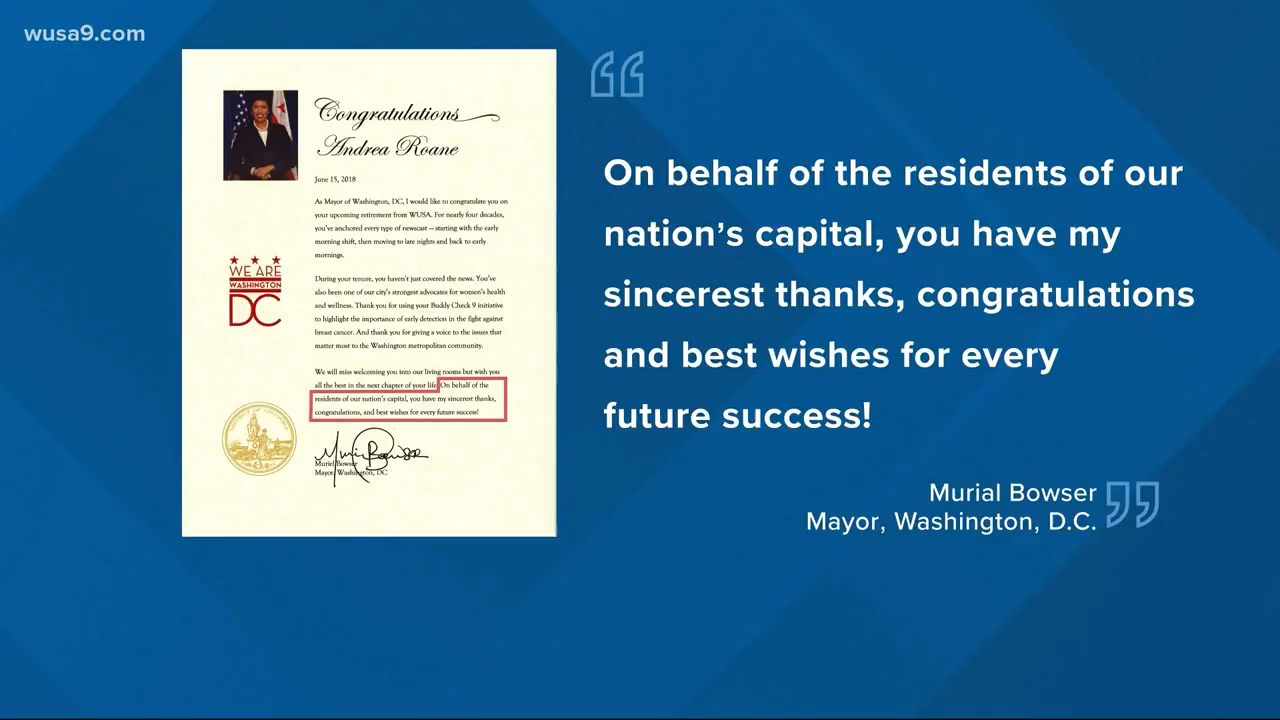 wusa9.com
Congratulations
Andrea Roane
June 15, 2018
As Mayor of Washington, DC, I would like to congratulate you on
your upcoming retirement from WUSA. For nearly four decades,
you've anchored every type of newscast – starting with the early
morning shift, then moving to late nights and back to early
mornings.
During your tenure, you haven't just covered the news. You've
also been one of our city's strongest advocates for women's health
and wellness. Thank you for using your Buddy Check 9 initiative
to highlight the importance of early detection in the fight against
breast cancer. And thank you for giving a voice to the issues that
matter most to the Washington metropolitan community.
We will miss welcoming you into our living rooms but wish you
all the best in the next chapter of your life. On behalf of the
residents of our nation's capital, you have my sincerest thanks,
congratulations, and best wishes for every future success!
Muriel Bowser
Muriel Bowser
Mayor, Washington, DC
WE ARE
WASHINGTON
DC
On behalf of the residents of our
nation’s capital, you have my
sincerest thanks, congratulations
and best wishes for every
future success!
Murial Bowser
Mayor, Washington, D.C.